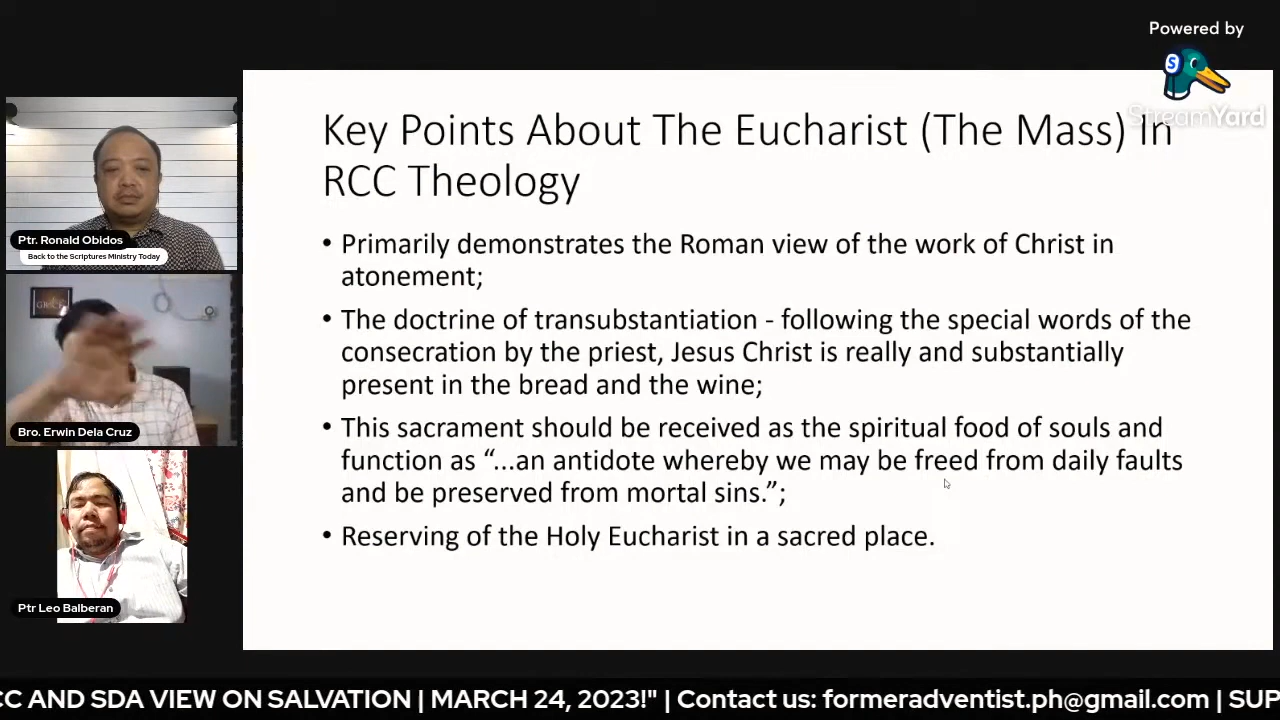 Powered by
StreamYard
Key Points About The Eucharist (The Mass) In
RCC Theology
• Primarily demonstrates the Roman view of the work of Christ in
atonement;
• The doctrine of transubstantiation - following the special words of the
consecration by the priest, Jesus Christ is really and substantially
present in the bread and the wine;
• This sacrament should be received as the spiritual food of souls and
function as “...an antidote whereby we may be freed from daily faults
and be preserved from mortal sins.”;
• Reserving of the Holy Eucharist in a sacred place.
Ptr. Ronald Obidos
Back to the Scriptures Ministry Today
Bro. Erwin Dela Cruz
Ptr Leo Balberan
CC AND SDA VIEW ON SALVATION | MARCH 24, 2023!" | Contact us: formeradventist.ph@gmail.com | SUP